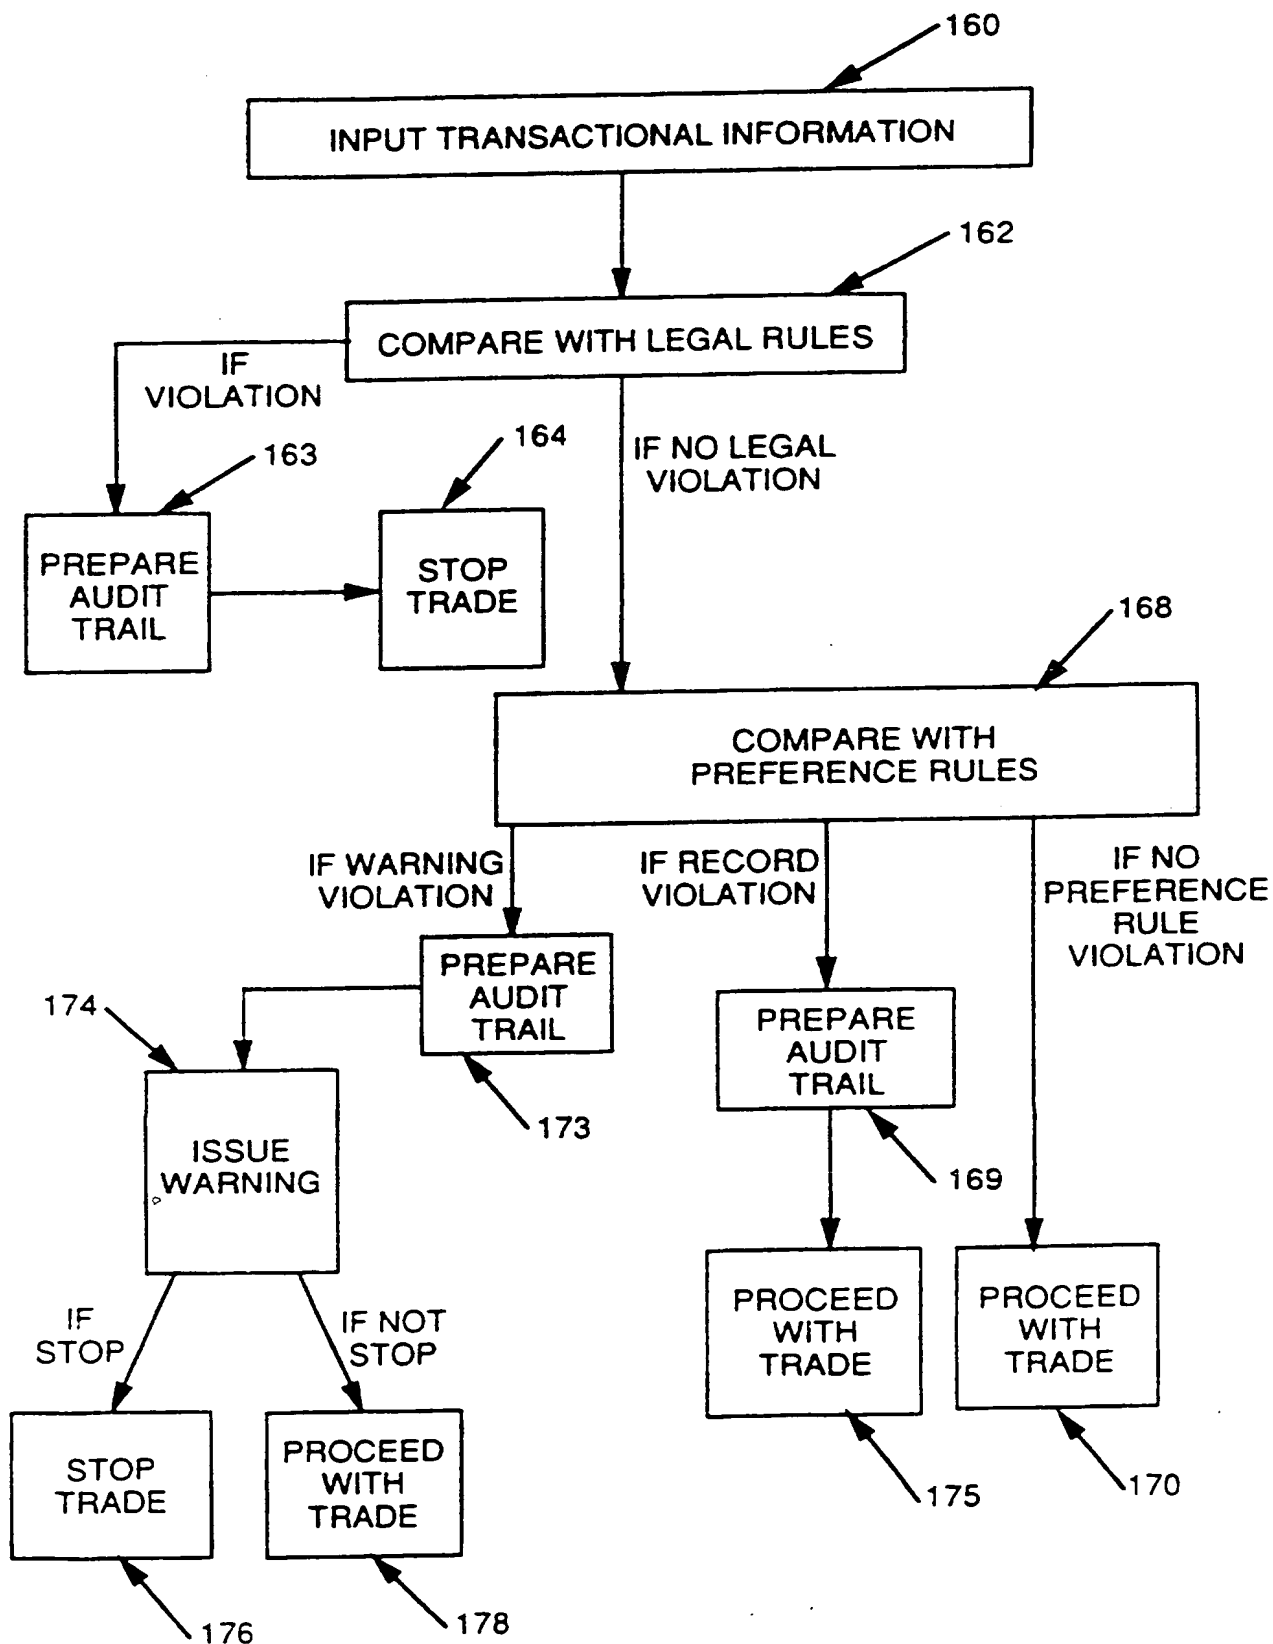 160
INPUT TRANSACTIONAL INFORMATION
162
COMPARE WITH LEGAL RULES
IF
VIOLATION
163
164
IF NO LEGAL
VIOLATION
PREPARE
AUDIT
TRAIL
STOP
TRADE
168
COMPARE WITH
PREFERENCE RULES
IF WARNING
VIOLATION
IF RECORD
VIOLATION
IF NO
PREFERENCE
RULE
VIOLATION
PREPARE
AUDIT
TRAIL
173
174
PREPARE
AUDIT
TRAIL
169
ISSUE
WARNING
IF
STOP
IF NOT
STOP
PROCEED
WITH
TRADE
175
PROCEED
WITH
TRADE
170
STOP
TRADE
176
PROCEED
WITH
TRADE
178